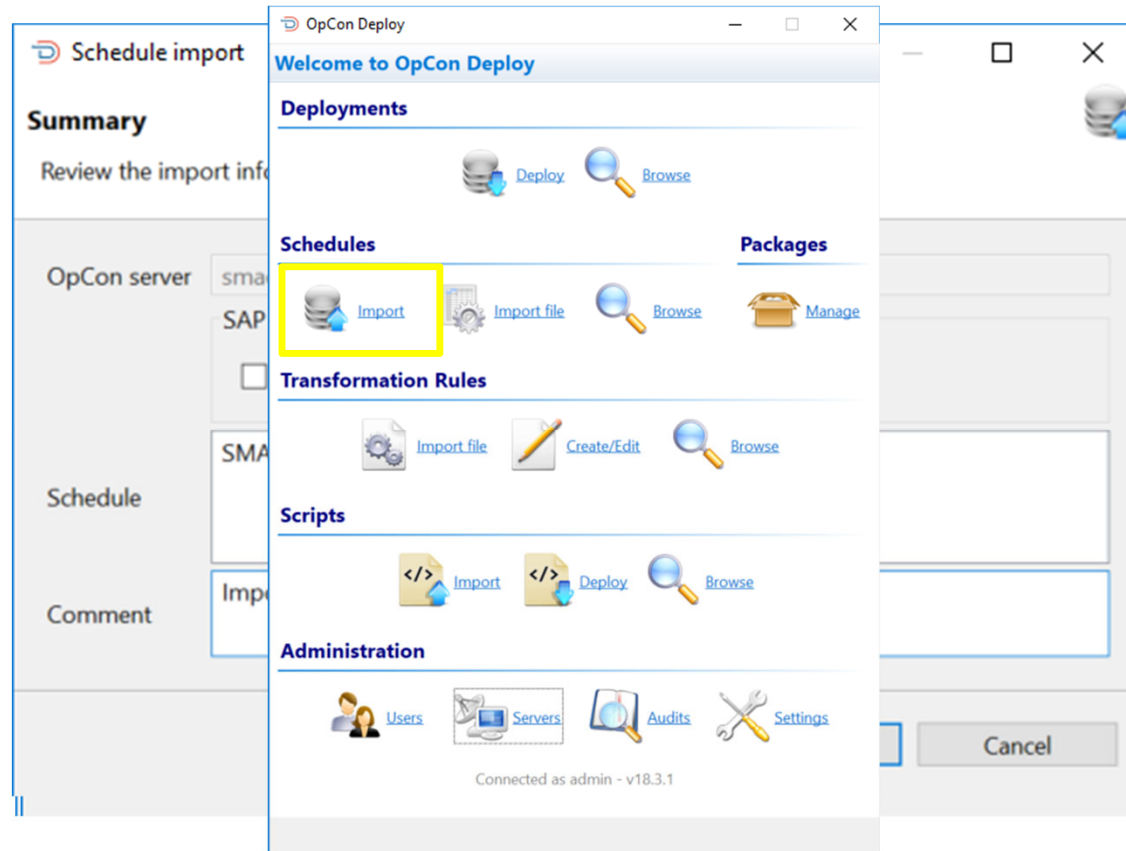 OpCon Deploy
Welcome to OpCon Deploy
Deployments
Deploy Browse
Schedules Packages
Import Import file Browse Manage
Transformation Rules
Import file Create/Edit Browse
Scripts
Import Deploy Browse
Administration
Users Servers Audits Settings
Connected as admin - v18.3.1
Schedule import
Summary
Review the import
OpCon server
SAP
Schedule
Comment
Cancel